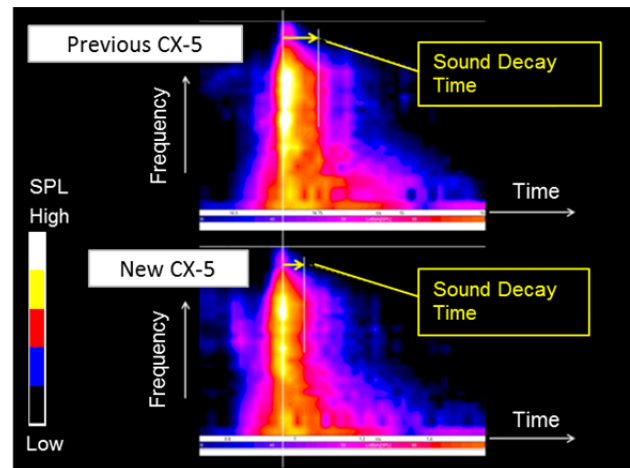 Previous CX-5
Sound Decay
Time
Frequency
Time
SPL
High
New CX-5
Sound Decay
Time
Frequency
Time
Low